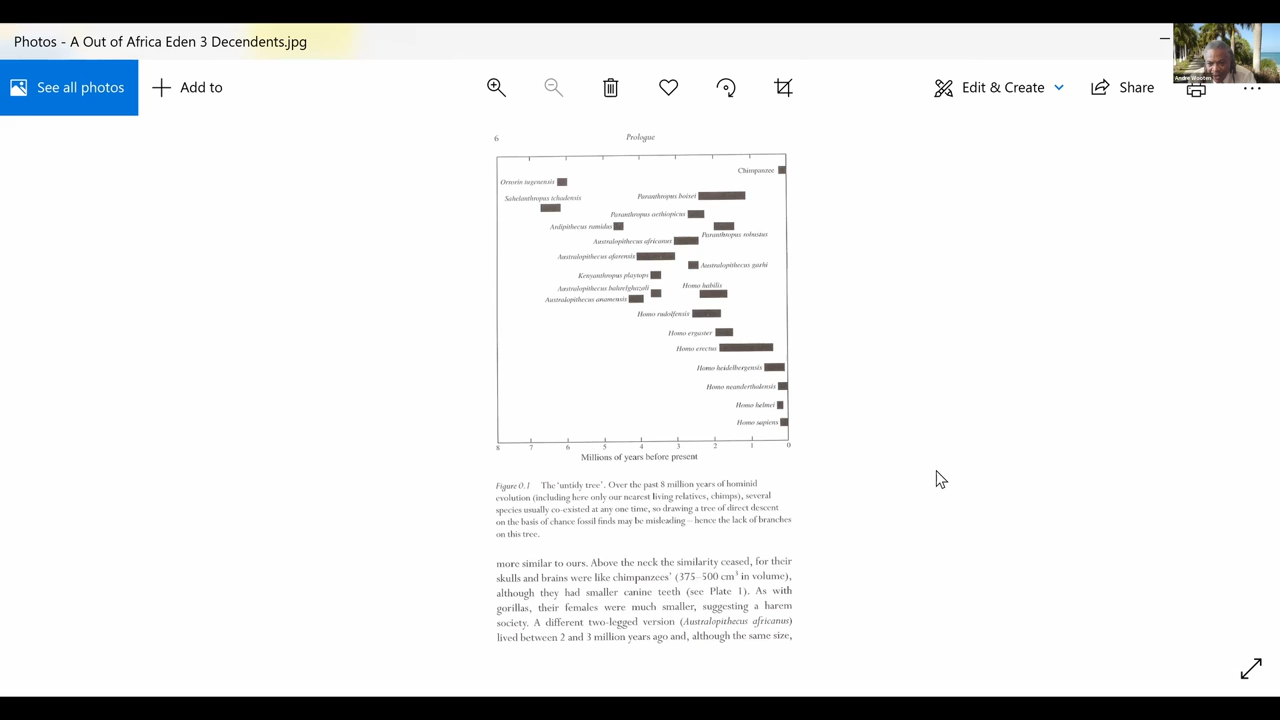 Photos - A Out of Africa Eden 3 Decendents.jpg
Andre Wooten
See all photos
Add to
Edit & Create
Share
6
Prologue
Chimpanzee
Orrorin tugenensis
Paranthropus boisei
Sahelanthropus tchadensis
Paranthropus aethiopicus
Ardipithecus ramidus
Paranthropus robustus
Australopithecus africanus
Australopithecus afarensis
Australopithecus garhi
Kenyanthropus playtops
Australopithecus bahrelghazali
Homo habilis
Australopithecus anamensis
Homo rudolfensis
Homo ergaster
Homo erectus
Homo heidelbergensis
Homo neanderthalensis
Homo helmei
Homo sapiens
8 7 6 5 4 3 2 1 0
Millions of years before present
Figure 0.1 The ‘untidy tree’. Over the past 8 million years of hominid
evolution (including here only our nearest living relatives, chimps), several
species usually co-existed at any one time, so drawing a tree of direct descent
on the basis of chance fossil finds may be misleading – hence the lack of branches
on this tree.
more similar to ours. Above the neck the similarity ceased, for their
skulls and brains were like chimpanzees’ (375–500 cm³ in volume),
although they had smaller canine teeth (see Plate 1). As with
gorillas, their females were much smaller, suggesting a harem
society. A different two-legged version (Australopithecus africanus)
lived between 2 and 3 million years ago and, although the same size,